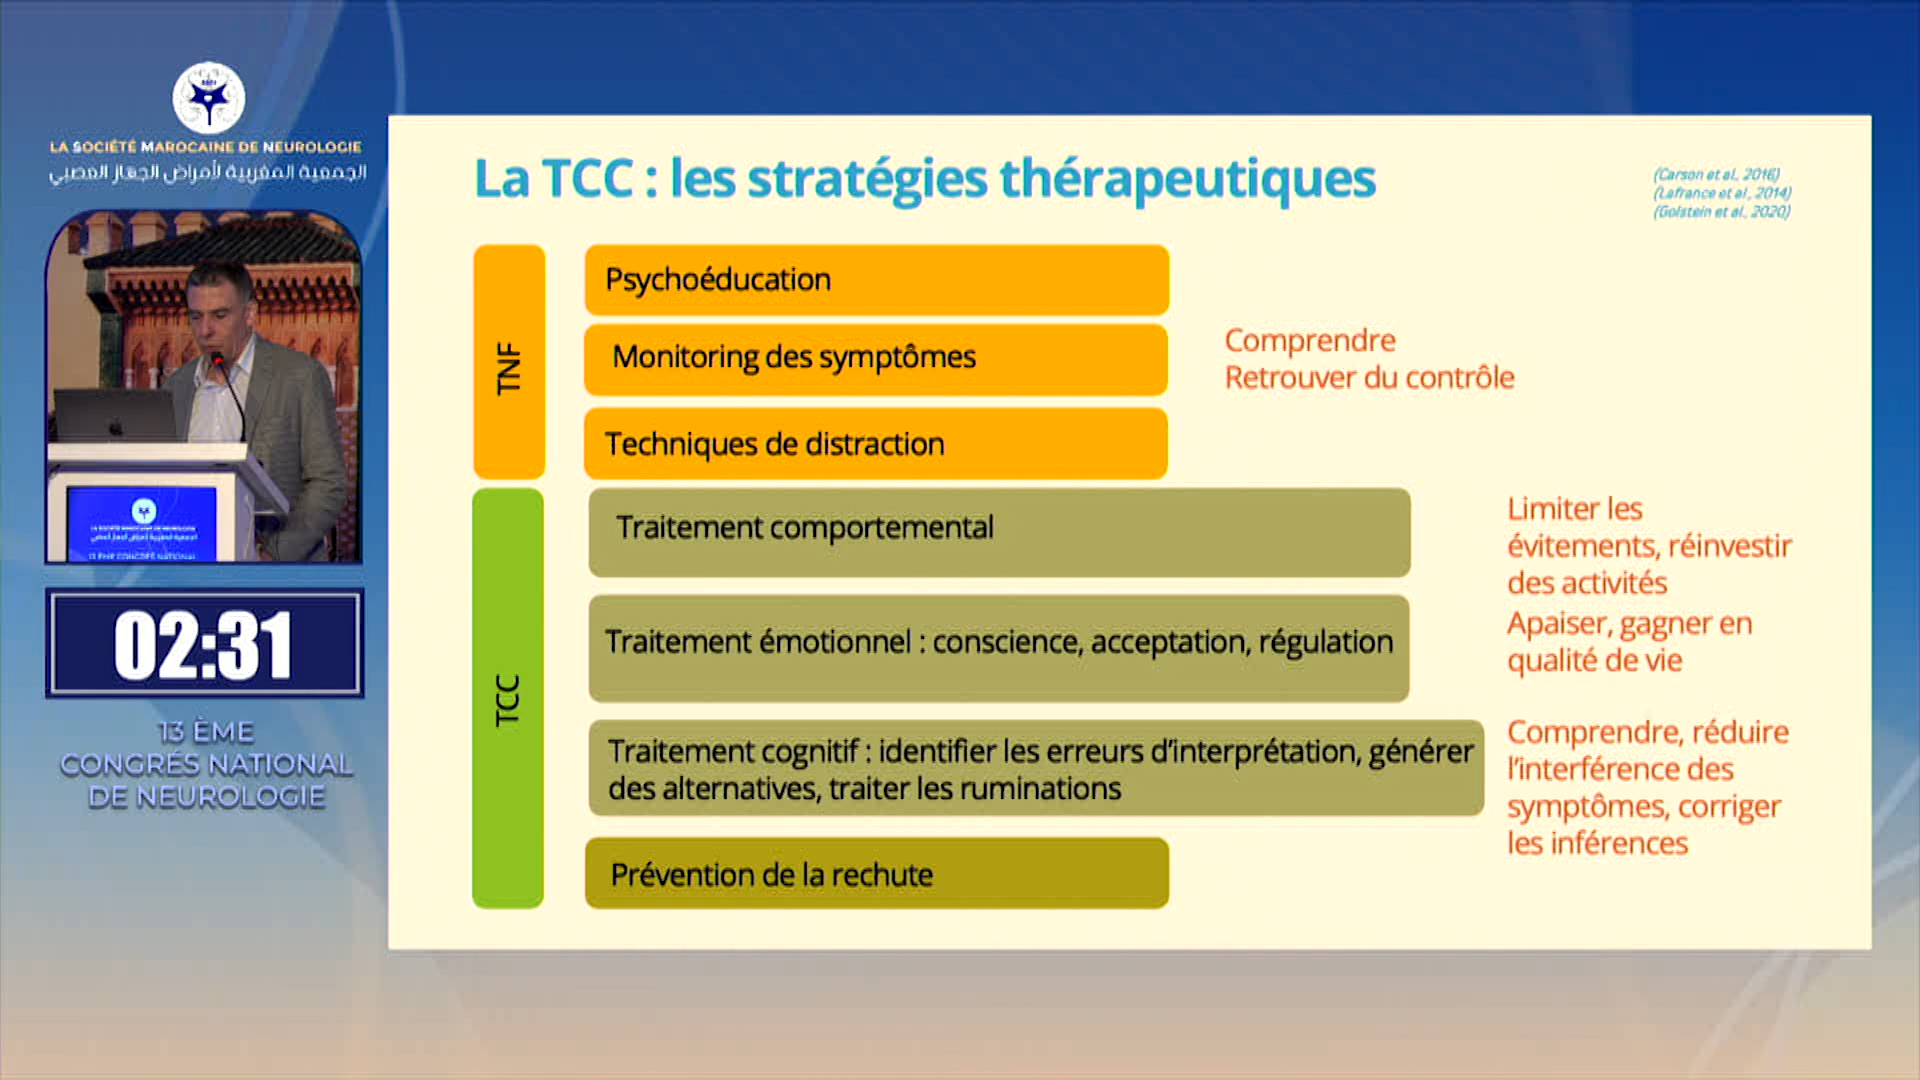 LA SOCIÉTÉ MAROCAINE DE NEUROLOGIE
الجمعية المغربية لأمراض الجهاز العصبي
02:31
13 ÈME
CONGRÉS NATIONAL
DE NEUROLOGIE
La TCC : les stratégies thérapeutiques
(Carson et al., 2016)
(Lafrance et al., 2014)
(Golstein et al., 2020)
TNF
Psychoéducation
Monitoring des symptômes
Techniques de distraction
Comprendre
Retrouver du contrôle
TCC
Traitement comportemental
Limiter les
évitements, réinvestir
des activités
Traitement émotionnel : conscience, acceptation, régulation
Apaiser, gagner en
qualité de vie
Traitement cognitif : identifier les erreurs d’interprétation, générer
des alternatives, traiter les ruminations
Comprendre, réduire
l’interférence des
symptômes, corriger
les inférences
Prévention de la rechute